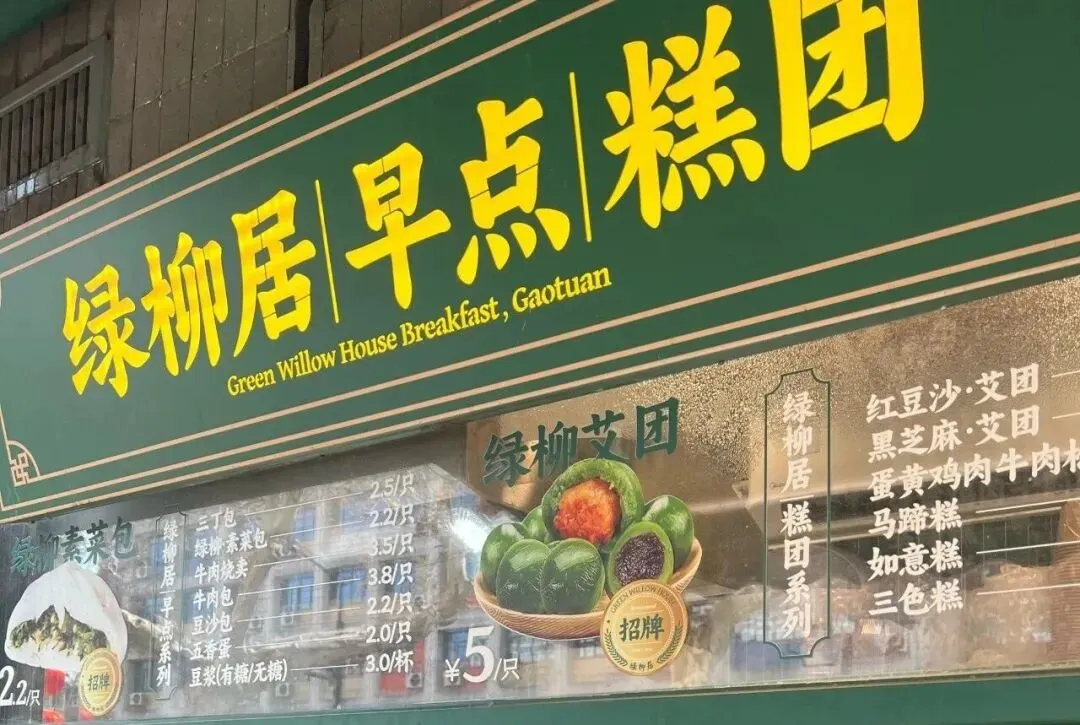 绿柳居|早点|糕团
Green Willow House Breakfast , Gaotuan
绿柳素菜包
2.2/只
招牌
绿柳居|早点系列
三丁包 2.5/只
绿柳素菜包 2.2/只
牛肉烧卖 3.5/只
牛肉包 3.8/只
豆沙包 2.2/只
五香蛋 2.0/只
豆浆(有糖/无糖) 3.0/杯
绿柳艾团
¥5/只
GREEN WILLOW HOUSE
招牌
绿柳居
绿柳居|糕团系列
红豆沙·艾团
黑芝麻·艾团
蛋黄鸡肉牛肉松
马蹄糕
如意糕
三色糕